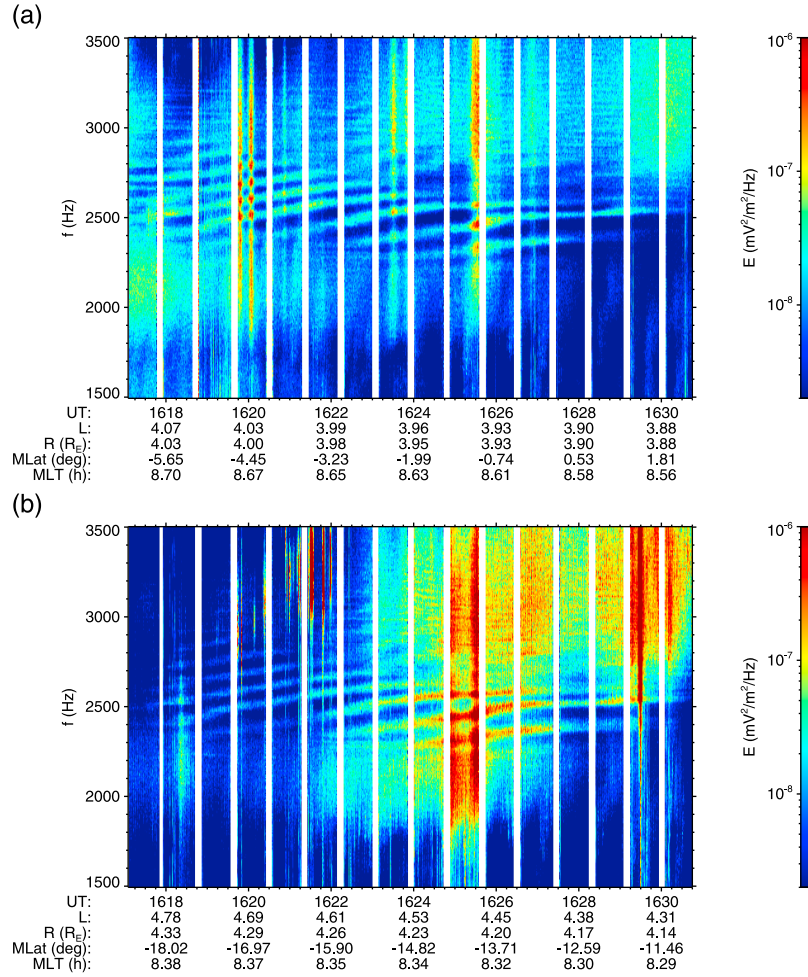 (a)
3500
3000
2500
2000
1500
f (Hz)
10-6
10-7
10-8
E (mV2/m2/Hz)
UT: 1618 1620 1622 1624 1626 1628 1630
L: 4.07 4.03 3.99 3.96 3.93 3.90 3.88
R (RE): 4.03 4.00 3.98 3.95 3.93 3.90 3.88
MLat (deg): -5.65 -4.45 -3.23 -1.99 -0.74 0.53 1.81
MLT (h): 8.70 8.67 8.65 8.63 8.61 8.58 8.56
(b)
3500
3000
2500
2000
1500
f (Hz)
10-6
10-7
10-8
E (mV2/m2/Hz)
UT: 1618 1620 1622 1624 1626 1628 1630
L: 4.78 4.69 4.61 4.53 4.45 4.38 4.31
R (RE): 4.33 4.29 4.26 4.23 4.20 4.17 4.14
MLat (deg): -18.02 -16.97 -15.90 -14.82 -13.71 -12.59 -11.46
MLT (h): 8.38 8.37 8.35 8.34 8.32 8.30 8.29